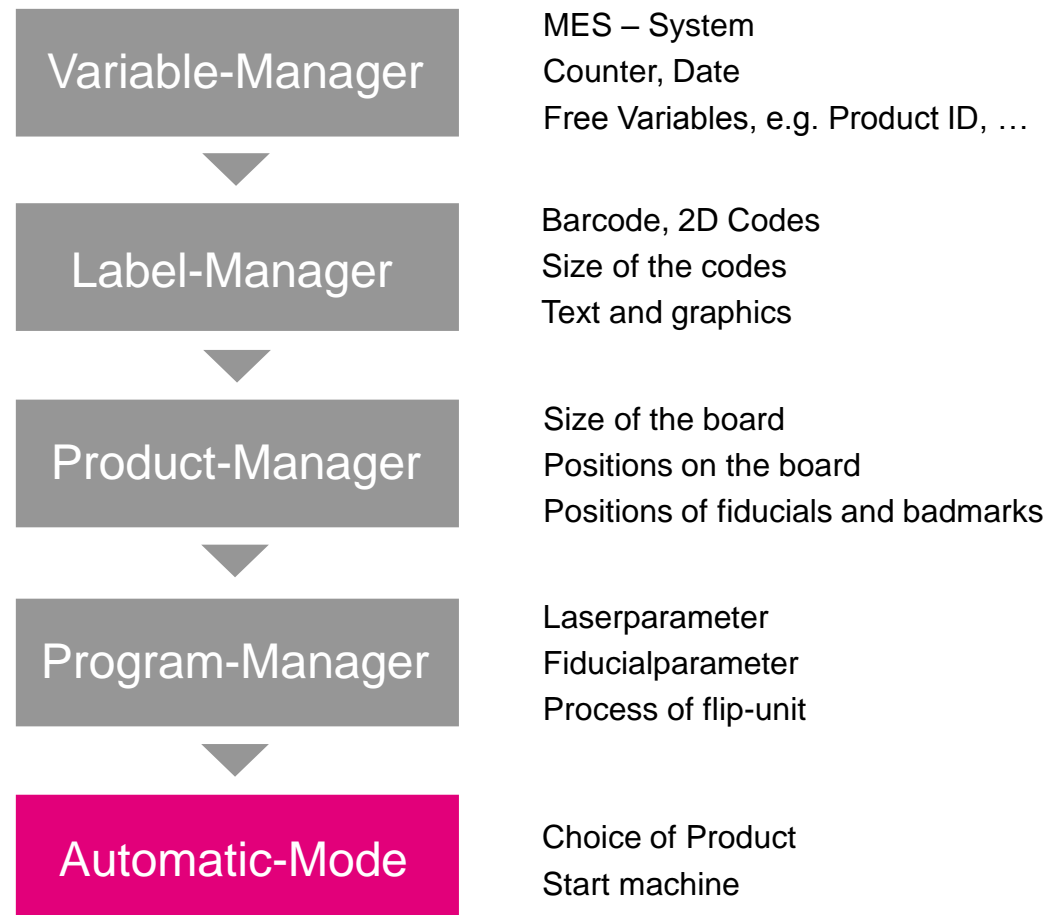 Variable-Manager
MES – System
Counter, Date
Free Variables, e.g. Product ID, …
Label-Manager
Barcode, 2D Codes
Size of the codes
Text and graphics
Product-Manager
Size of the board
Positions on the board
Positions of fiducials and badmarks
Program-Manager
Laserparameter
Fiducialparameter
Process of flip-unit
Automatic-Mode
Choice of Product
Start machine